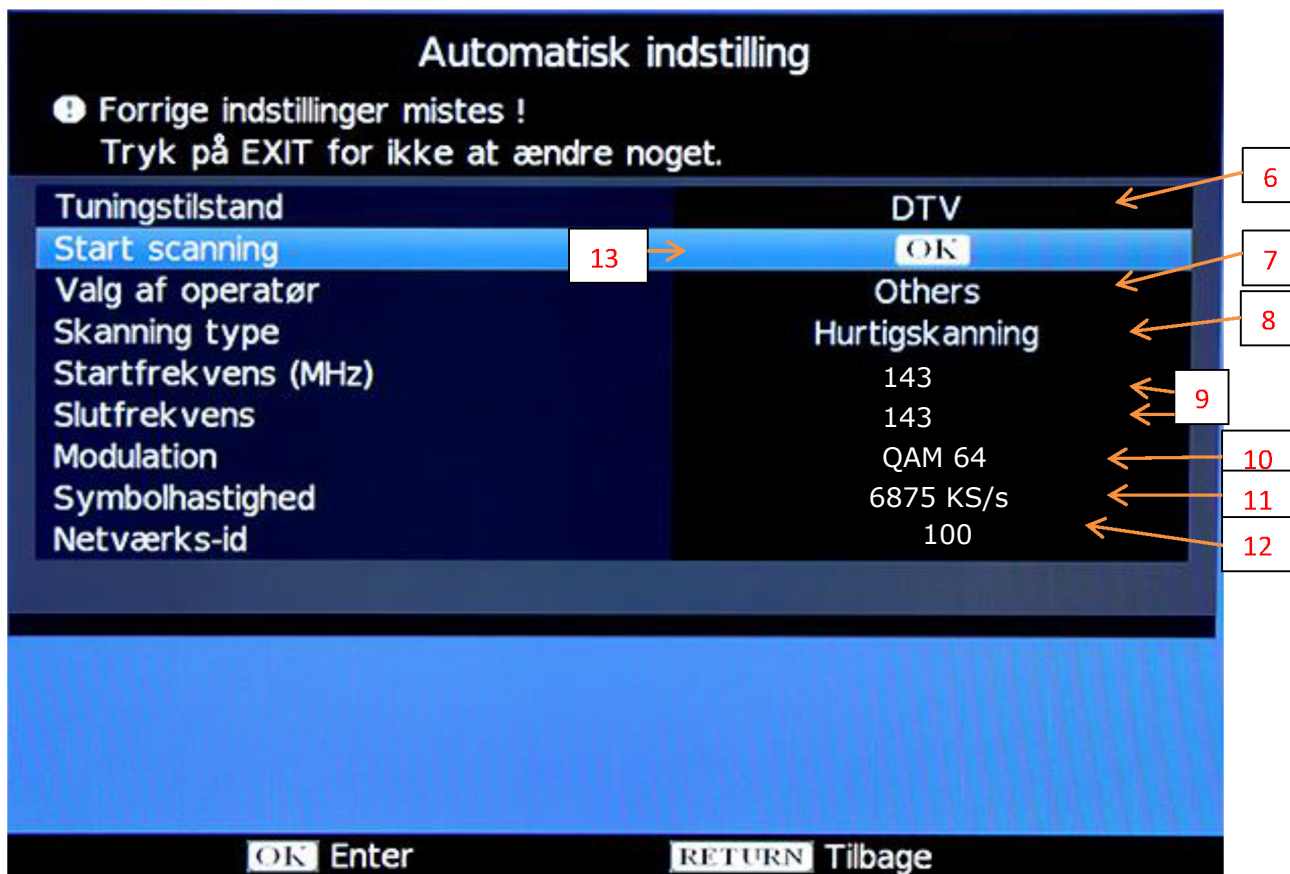 Automatisk indstilling
! Forrige indstillinger mistes !
Tryk på EXIT for ikke at ændre noget.
Tuningstilstand DTV 6
Start scanning 13 OK
Valg af operatør Others 7
Skanning type Hurtigskanning 8
Startfrekvens (MHz) 143
9
Slutfrekvens 143
Modulation QAM 64 10
Symbolhastighed 6875 KS/s 11
Netværks-id 100 12
OK Enter RETURN Tilbage